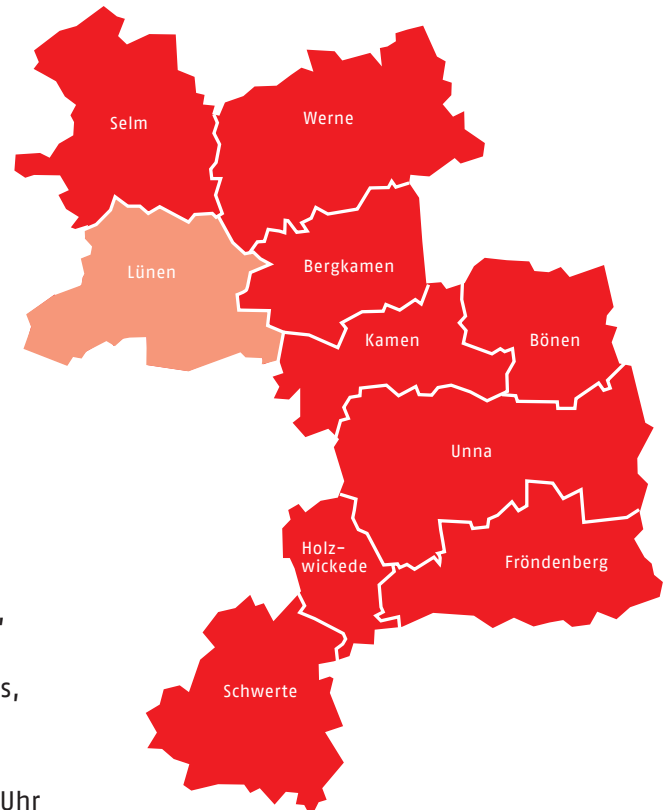 Selm
Werne
Lünen
Bergkamen
Kamen
Bönen
Unna
Holz-
wickede
Fröndenberg
,
s,
Schwerte
Uhr